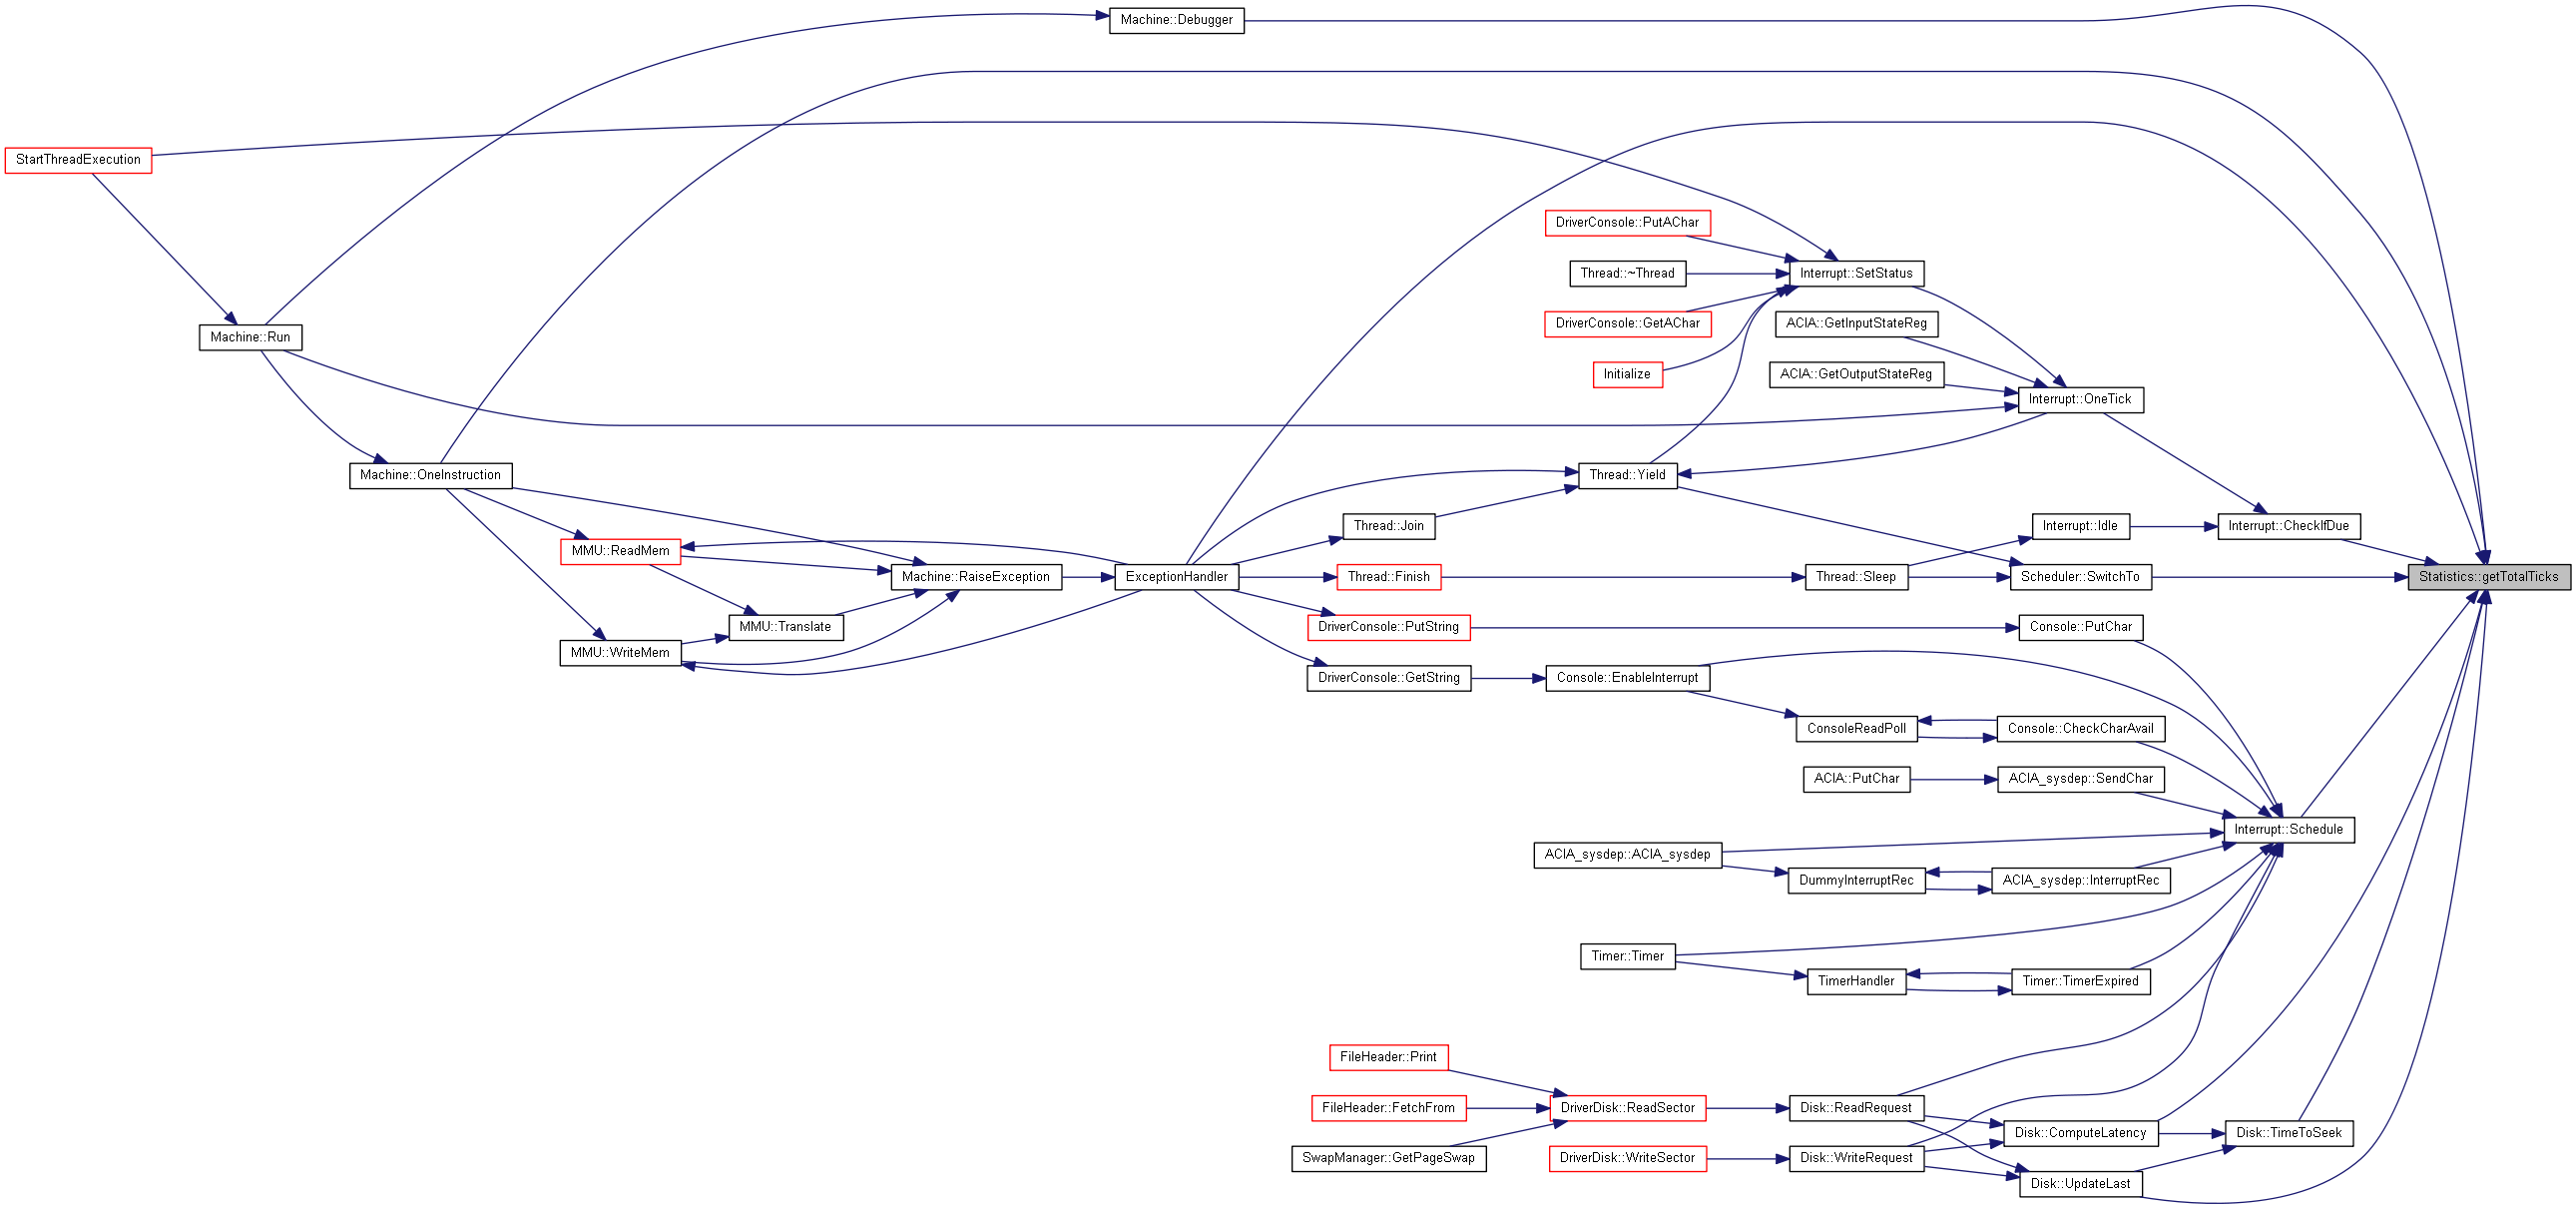 Machine::Debugger
StartThreadExecution
DriverConsole::PutAChar
Thread::~Thread
Interrupt::SetStatus
DriverConsole::GetAChar
ACIA::GetInputStateReg
Machine::Run
Initialize
ACIA::GetOutputStateReg
Interrupt::OneTick
Machine::OneInstruction
Thread::Yield
Thread::Join
Interrupt::Idle
Interrupt::CheckIfDue
MMU::ReadMem
Machine::RaiseException
ExceptionHandler
Thread::Finish
Thread::Sleep
Scheduler::SwitchTo
Statistics::getTotalTicks
MMU::Translate
DriverConsole::PutString
Console::PutChar
MMU::WriteMem
DriverConsole::GetString
Console::EnableInterrupt
ConsoleReadPoll
Console::CheckCharAvail
ACIA::PutChar
ACIA_sysdep::SendChar
Interrupt::Schedule
ACIA_sysdep::ACIA_sysdep
DummyInterruptRec
ACIA_sysdep::InterruptRec
Timer::Timer
TimerHandler
Timer::TimerExpired
FileHeader::Print
FileHeader::FetchFrom
DriverDisk::ReadSector
Disk::ReadRequest
Disk::ComputeLatency
Disk::TimeToSeek
SwapManager::GetPageSwap
DriverDisk::WriteSector
Disk::WriteRequest
Disk::UpdateLast